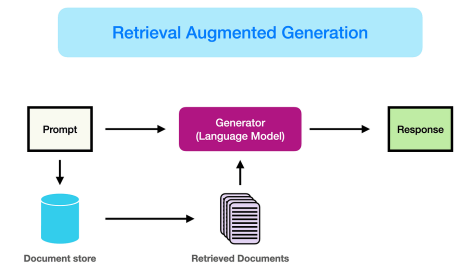 Retrieval Augmented Generation
Prompt
Generator
(Language Model)
Response
Document store
Retrieved Documents